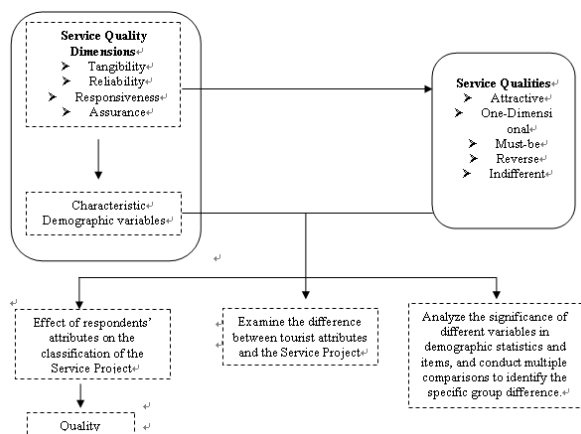 Service Quality
Dimensions
Tangibility
Reliability
Responsiveness
Assurance
Characteristic
Demographic variables
Service Qualities
Attractive
One-Dimensi
onal
Must-be
Reverse
Indifferent
Effect of respondents'
attributes on the
classification of the
Service Project
Examine the difference
between tourist attributes
and the Service Project
Analyze the significance of
different variables in
demographic statistics and
items, and conduct multiple
comparisons to identify the
specific group difference.
Quality